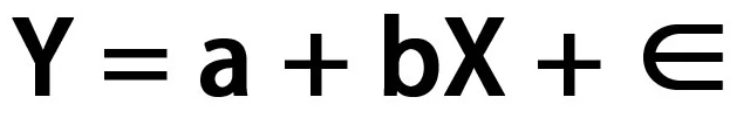 Y = a + bX + ∈